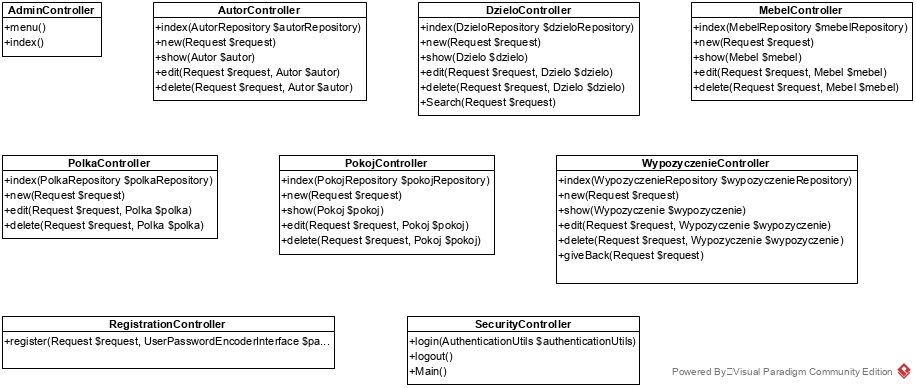 AdminController
+menu()
+index()
AutorController
+index(AutorRepository $autorRepository)
+new(Request $request)
+show(Autor $autor)
+edit(Request $request, Autor $autor)
+delete(Request $request, Autor $autor)
DzieloController
+index(DzieloRepository $dzieloRepository)
+new(Request $request)
+show(Dzielo $dzielo)
+edit(Request $request, Dzielo $dzielo)
+delete(Request $request, Dzielo $dzielo)
+Search(Request $request)
MebelController
+index(MebelRepository $mebelRepository)
+new(Request $request)
+show(Mebel $mebel)
+edit(Request $request, Mebel $mebel)
+delete(Request $request, Mebel $mebel)
PolkaController
+index(PolkaRepository $polkaRepository)
+new(Request $request)
+edit(Request $request, Polka $polka)
+delete(Request $request, Polka $polka)
PokojController
+index(PokojRepository $pokojRepository)
+new(Request $request)
+show(Pokoj $pokoj)
+edit(Request $request, Pokoj $pokoj)
+delete(Request $request, Pokoj $pokoj)
WypozyczenieController
+index(WypozyczenieRepository $wypozyczenieRepository)
+new(Request $request)
+show(Wypozyczenie $wypozyczenie)
+edit(Request $request, Wypozyczenie $wypozyczenie)
+delete(Request $request, Wypozyczenie $wypozyczenie)
+giveBack(Request $request)
RegistrationController
+register(Request $request, UserPasswordEncoderInterface $pa...
SecurityController
+login(AuthenticationUtils $authenticationUtils)
+logout()
+Main()
Powered By Visual Paradigm Community Edition